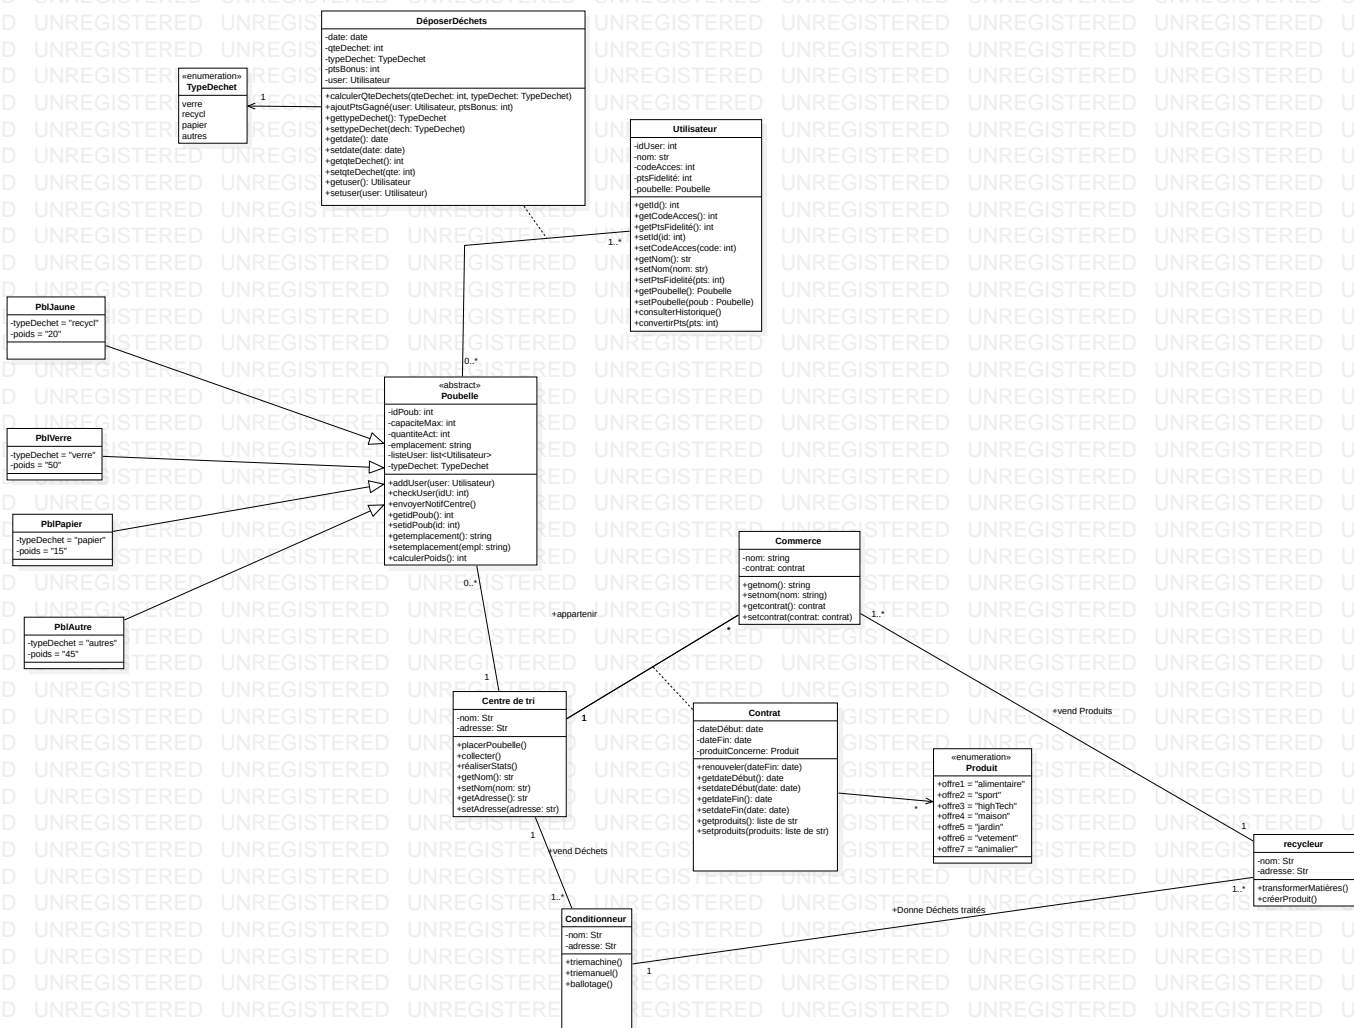 DéposerDéchets
-date: date
-qteDechet: int
-typeDechet: TypeDechet
-ptsBonus: int
-user: Utilisateur
+calculerQteDechets(qteDechet: int, typeDechet: TypeDechet)
+ajoutPtsGagné(user: Utilisateur, ptsBonus: int)
+gettypeDechet(): TypeDechet
+settypeDechet(dech: TypeDechet)
+getdate(): date
+setdate(date: date)
+getqteDechet(): int
+setqteDechet(qte: int)
+getuser(): Utilisateur
+setuser(user: Utilisateur)
«enumeration»
TypeDechet
verre
recycl
papier
autres
1
Utilisateur
-idUser: int
-nom: str
-codeAcces: int
-ptsFidelité: int
-poubelle: Poubelle
+getId(): int
+getCodeAcces(): int
+getPtsFidelité(): int
+setId(id: int)
+setCodeAcces(code: int)
+getNom(): str
+setNom(nom: str)
+setPtsFidelité(pts: int)
+getPoubelle(): Poubelle
+setPoubelle(poub : Poubelle)
+consulterHistorique()
+convertirPts(pts: int)
1..*
0..*
PblJaune
-typeDechet = "recycl"
-poids = "20"
PblVerre
-typeDechet = "verre"
-poids = "50"
PblPapier
-typeDechet = "papier"
-poids = "15"
PblAutre
-typeDechet = "autres"
-poids = "45"
«abstract»
Poubelle
-idPoub: int
-capaciteMax: int
-quantiteAct: int
-emplacement: string
-listeUser: list<Utilisateur>
-typeDechet: TypeDechet
+addUser(user: Utilisateur)
+checkUser(idU: int)
+envoyerNotifCentre()
+getidPoub(): int
+setidPoub(id: int)
+getemplacement(): string
+setemplacement(empl: string)
+calculerPoids(): int
0..*
1
+appartenir
*
1
Commerce
-nom: string
-contrat: contrat
+getnom(): string
+setnom(nom: string)
+getcontrat(): contrat
+setcontrat(contrat: contrat)
1..*
+vend Produits
1
Centre de tri
-nom: Str
-adresse: Str
+placerPoubelle()
+collecter()
+réaliserStats()
+getNom(): str
+setNom(nom: str)
+getAdresse(): str
+setAdresse(adresse: str)
Contrat
-dateDébut: date
-dateFin: date
-produitConcerne: Produit
+renouveler(dateFin: date)
+getdateDébut(): date
+setdateDébut(date: date)
+getdateFin(): date
+setdateFin(date: date)
+getproduits(): liste de str
+setproduits(produits: liste de str)
*
«enumeration»
Produit
+offre1 = "alimentaire"
+offre2 = "sport"
+offre3 = "highTech"
+offre4 = "maison"
+offre5 = "jardin"
+offre6 = "vetement"
+offre7 = "animalier"
recycleur
-nom: Str
-adresse: Str
+transformerMatières()
+créerProduit()
1
+vend Déchets
1..*
Conditionneur
-nom: Str
-adresse: Str
+triemachine()
+triemanuel()
+ballotage()
1
+Donne Déchets traités
1..*
UNREGISTERED